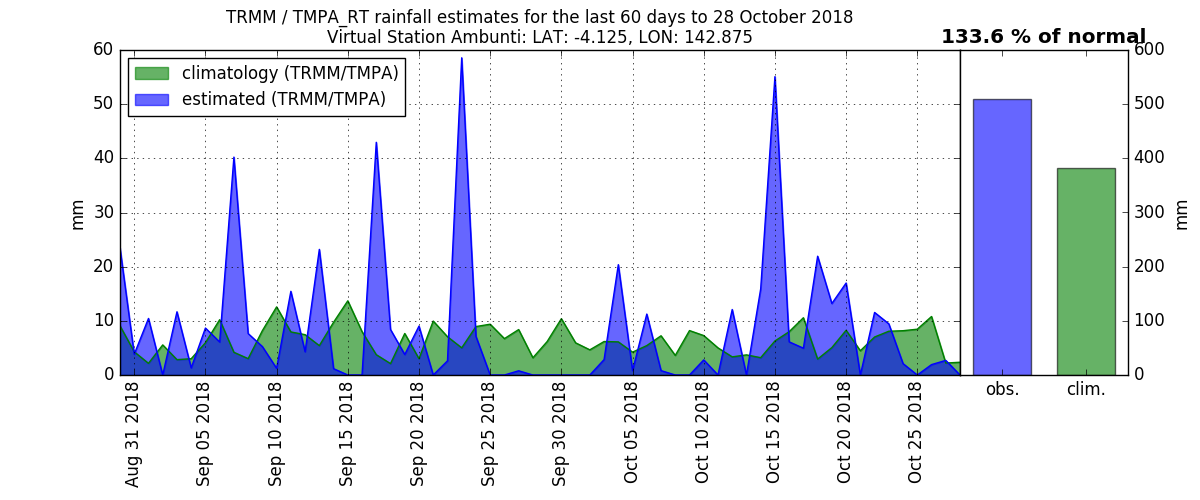 TRMM / TMPA_RT rainfall estimates for the last 60 days to 28 October 2018
Virtual Station Ambunti: LAT: -4.125, LON: 142.875
133.6 % of normal
climatology (TRMM/TMPA)
estimated (TRMM/TMPA)
mm
60
50
40
30
20
10
0
Aug 31 2018
Sep 05 2018
Sep 10 2018
Sep 15 2018
Sep 20 2018
Sep 25 2018
Sep 30 2018
Oct 05 2018
Oct 10 2018
Oct 15 2018
Oct 20 2018
Oct 25 2018
obs.
clim.
600
500
400
300
200
100
0
mm